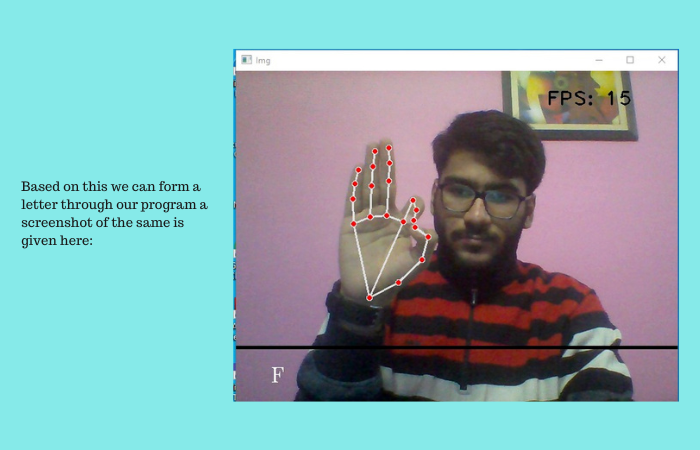 Based on this we can form a
letter through our program a
screenshot of the same is
given here:
Img
FPS: 15
F